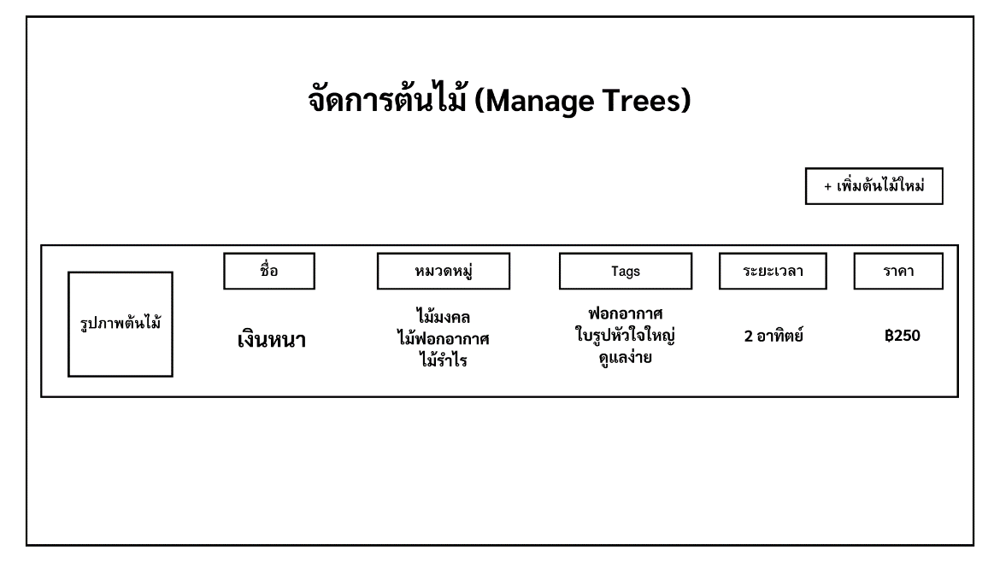 จัดการต้นไม้ (Manage Trees)
+ เพิ่มต้นไม้ใหม่
รูปภาพต้นไม้
ชื่อ
หมวดหมู่
Tags
ระยะเวลา
ราคา
เงินหนา
ไม้มงคล
ไม้ฟอกอากาศ
ไม้รำไร
ฟอกอากาศ
ใบรูปหัวใจใหญ่
ดูแลง่าย
2 อาทิตย์
฿250